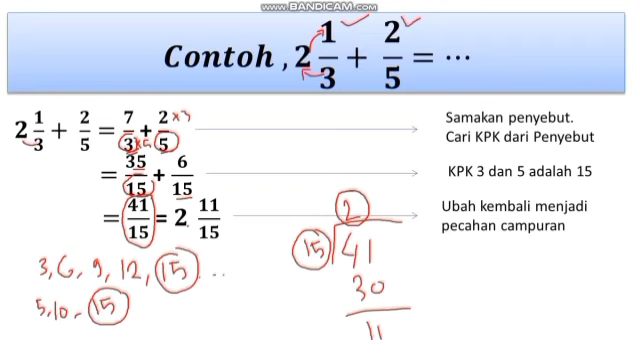 WWW.BANDICAM.COM
Contoh, 2 1/3 + 2/5 = ...
2 1/3 + 2/5 = 7/3 + 2/5
×5 ×3
Samakan penyebut.
Cari KPK dari Penyebut
= 35/15 + 6/15
KPK 3 dan 5 adalah 15
= 41/15 = 2 11/15
Ubah kembali menjadi
pecahan campuran
3, 6, 9, 12, 15 ..
5, 10, 15
2
15 41
30
11